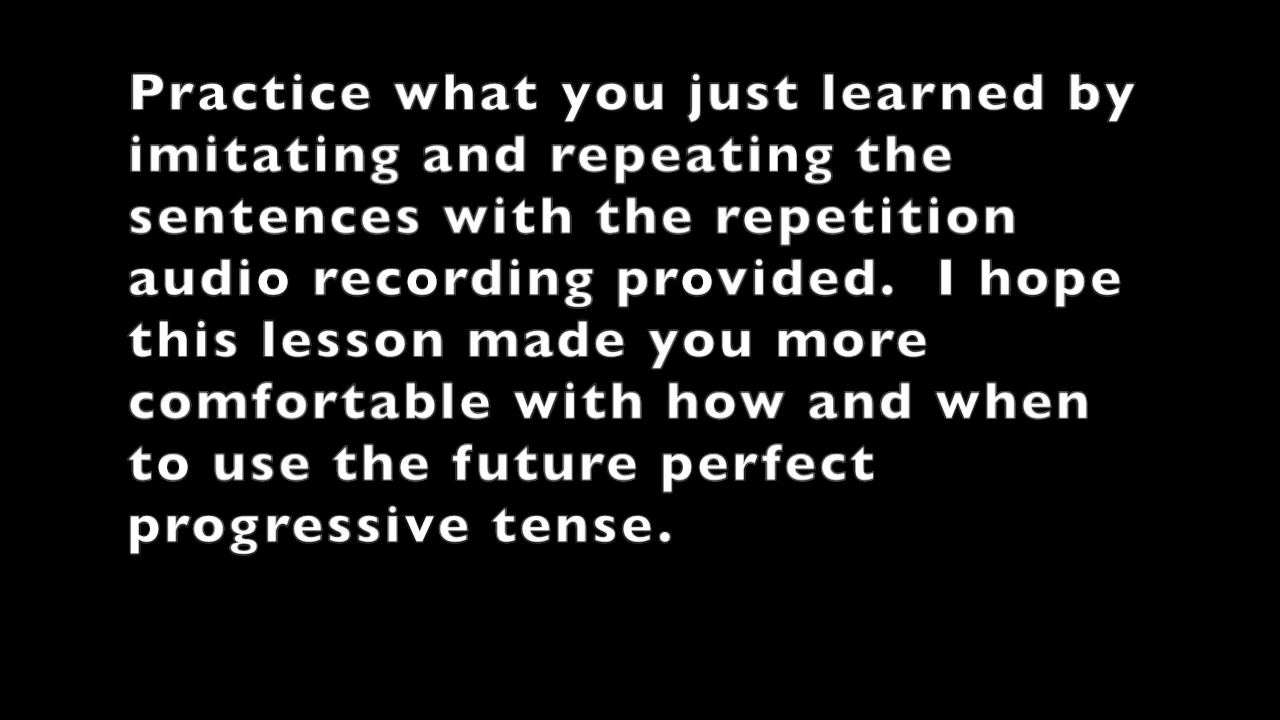 Practice what you just learned by
imitating and repeating the
sentences with the repetition
audio recording provided.  I hope
this lesson made you more
comfortable with how and when
to use the future perfect
progressive tense.